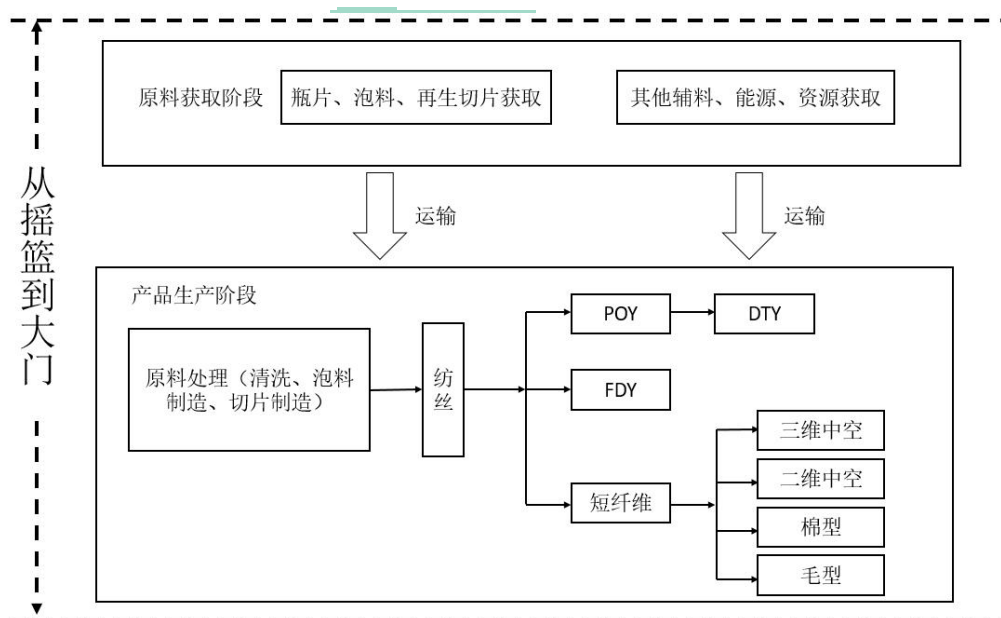 原料获取阶段
瓶片、泡料、再生切片获取
其他辅料、能源、资源获取
运输
运输
从摇篮到大门
产品生产阶段
原料处理（清洗、泡料
制造、切片制造）
纺丝
POY
DTY
FDY
短纤维
三维中空
二维中空
棉型
毛型